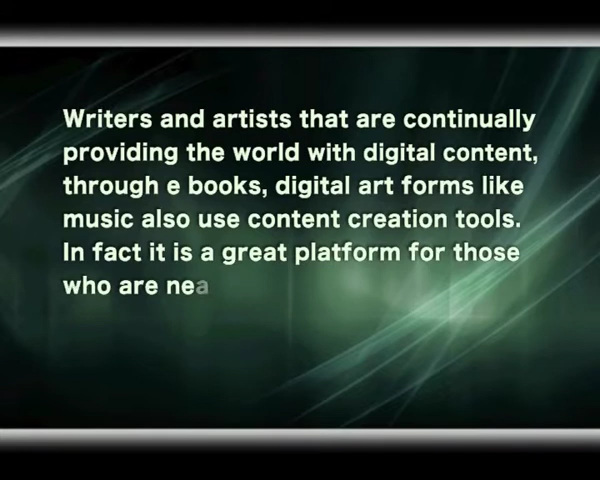 Writers and artists that are continually
providing the world with digital content,
through e books, digital art forms like
music also use content creation tools.
In fact it is a great platform for those
who are nea